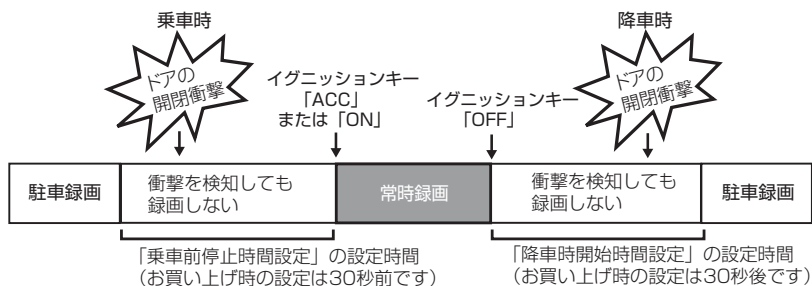 乗車時
降車時
ドアの
開閉衝撃
ドアの
開閉衝撃
イグニッションキー
「ACC」
または「ON」
イグニッションキー
「OFF」
駐車録画
衝撃を検知しても
録画しない
常時録画
衝撃を検知しても
録画しない
駐車録画
「乗車前停止時間設定」の設定時間
（お買い上げ時の設定は30秒前です）
「降車時開始時間設定」の設定時間
（お買い上げ時の設定は30秒後です）